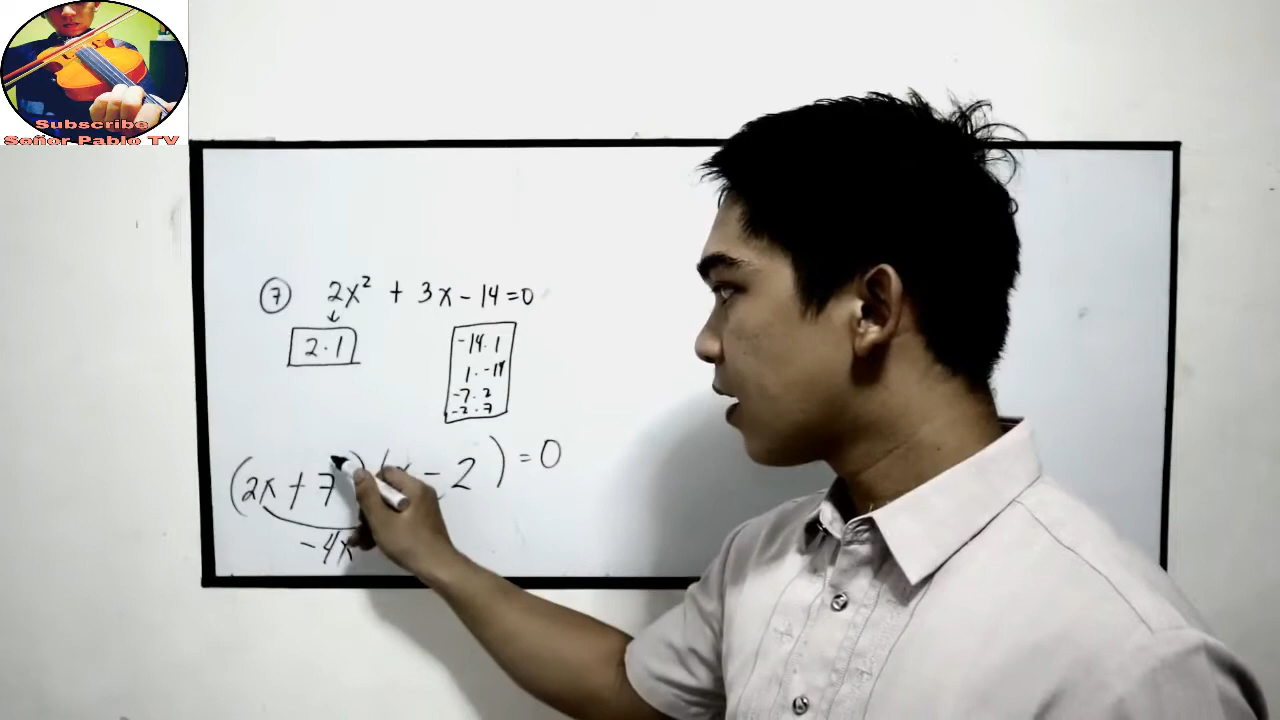 Subscribe
Señor Pablo TV
⑦ 2x² + 3x - 14 = 0
↓
2 · 1
-14 · 1
1 · -14
-7 · 2
-2 · 7
(2x + 7)(x - 2) = 0
-4x